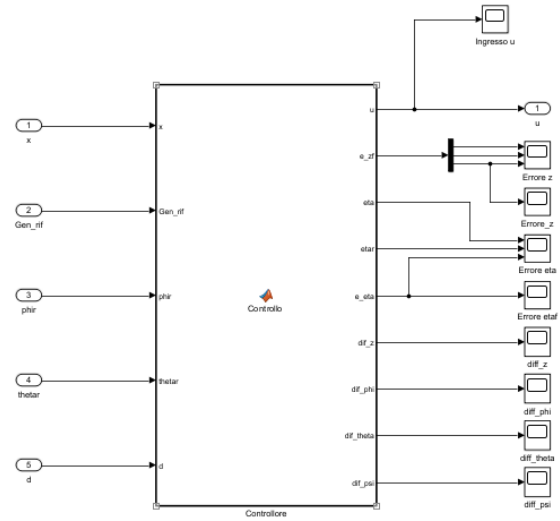 Ingresso u
1
x
2
Gen_rif
3
phir
4
thetar
5
d
x
Gen_rif
phir
thetar
d
Controllo
u
e_zf
eta
etar
e_eta
dif_z
dif_phi
dif_theta
dif_psi
1
u
Errore z
Errore_z
Errore eta
Errore etaf
diff_z
diff_phi
diff_theta
diff_psi
Controllore